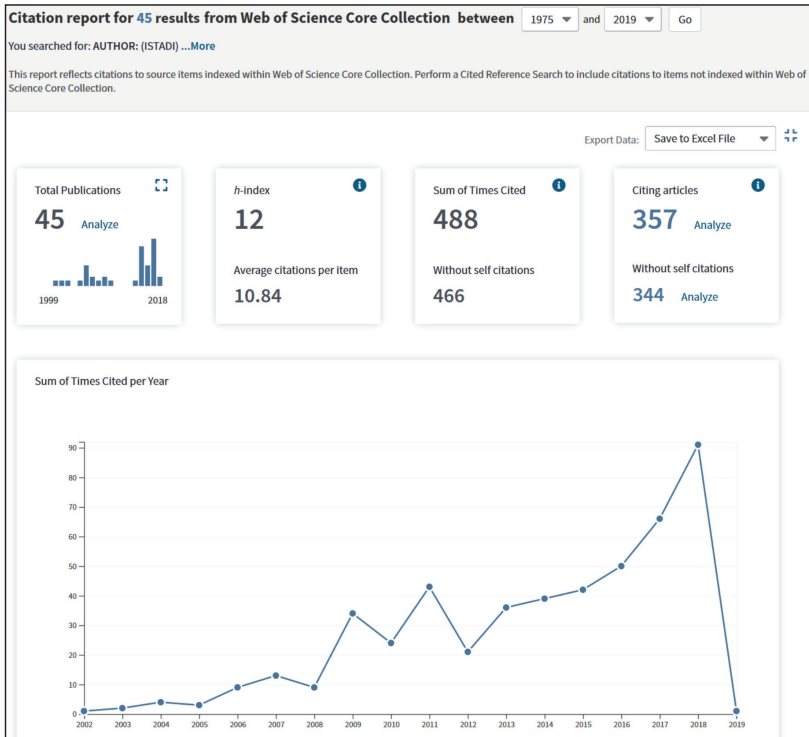 Citation report for 45 results from Web of Science Core Collection between 1975 and 2019 Go
You searched for: AUTHOR: (ISTADI) ...More
This report reflects citations to source items indexed within Web of Science Core Collection. Perform a Cited Reference Search to include citations to items not indexed within Web of
Science Core Collection.
Export Data: Save to Excel File
Total Publications
45 Analyze
1999 2018
h-index
12
Average citations per item
10.84
Sum of Times Cited
488
Without self citations
466
Citing articles
357 Analyze
Without self citations
344 Analyze
Sum of Times Cited per Year
90
80
70
60
50
40
30
20
10
0
2002 2003 2004 2005 2006 2007 2008 2009 2010 2011 2012 2013 2014 2015 2016 2017 2018 2019